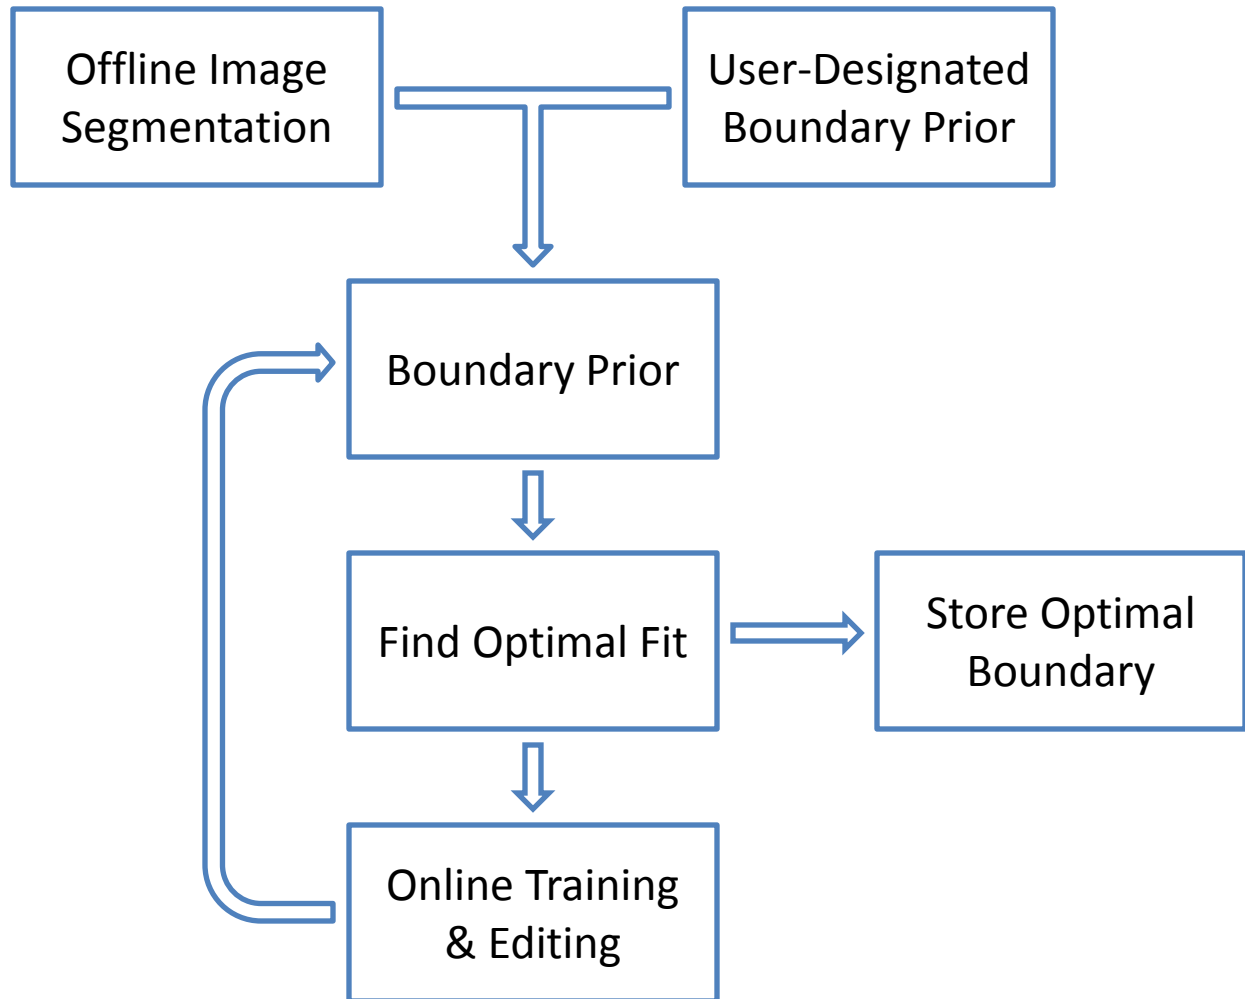 Offline Image
Segmentation
User-Designated
Boundary Prior
Boundary Prior
Find Optimal Fit
Store Optimal
Boundary
Online Training
& Editing